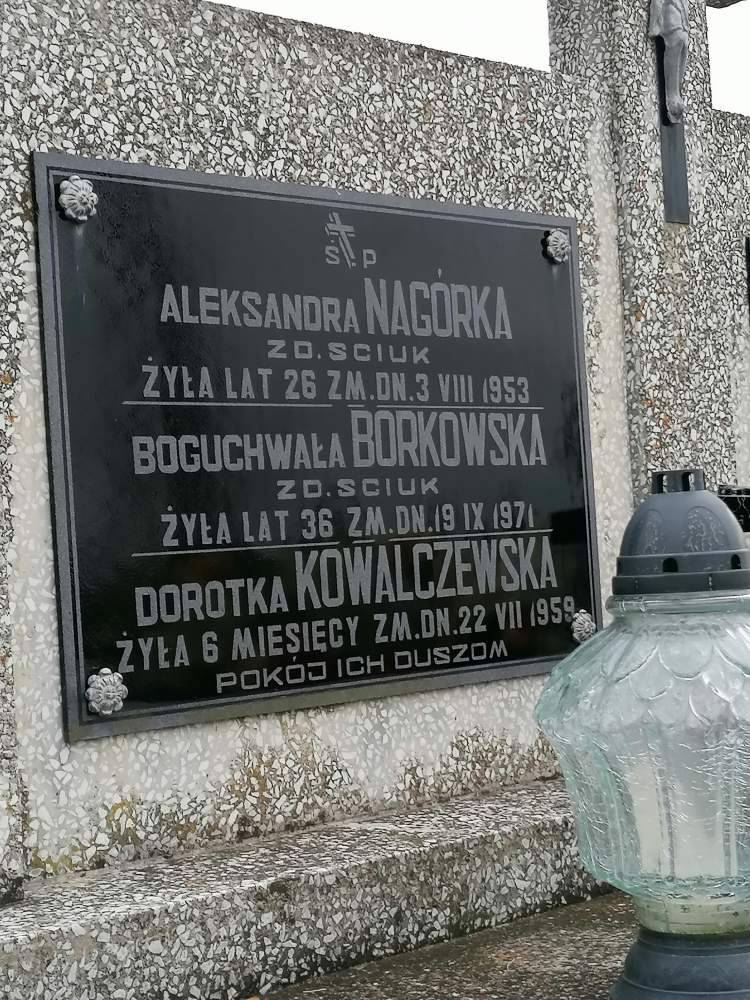 Ś.P
ALEKSANDRA NAGÓRKA
ZD.SCIUK
ŻYŁA LAT 26 ZM.DN.3 VIII 1953
BOGUCHWAŁA BORKOWSKA
ZD.SCIUK
ŻYŁA LAT 36 ZM.DN.19 IX 1971
DOROTKA KOWALCZEWSKA
ŻYŁA 6 MIESIĘCY ZM.DN.22 VII 1959
POKÓJ ICH DUSZOM